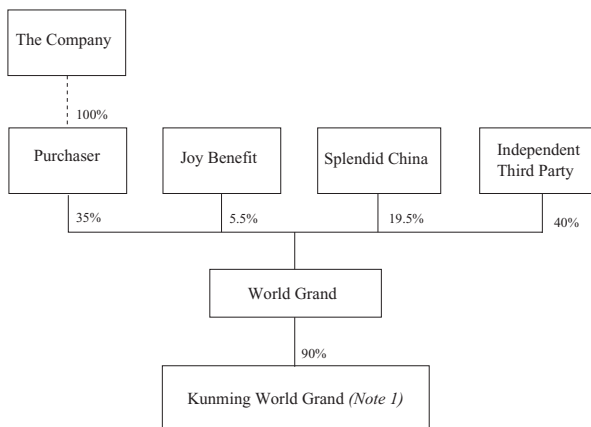 The Company
100%
Purchaser
Joy Benefit
Splendid China
Independent
Third Party
35%
5.5%
19.5%
40%
World Grand
90%
Kunming World Grand (Note 1)